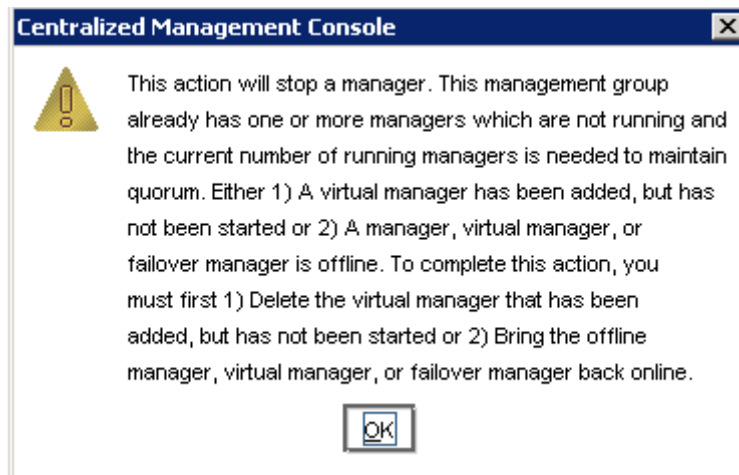 Centralized Management Console
This action will stop a manager. This management group
already has one or more managers which are not running and
the current number of running managers is needed to maintain
quorum. Either 1) A virtual manager has been added, but has
not been started or 2) A manager, virtual manager, or
failover manager is offline. To complete this action, you
must first 1) Delete the virtual manager that has been
added, but has not been started or 2) Bring the offline
manager, virtual manager, or failover manager back online.
OK